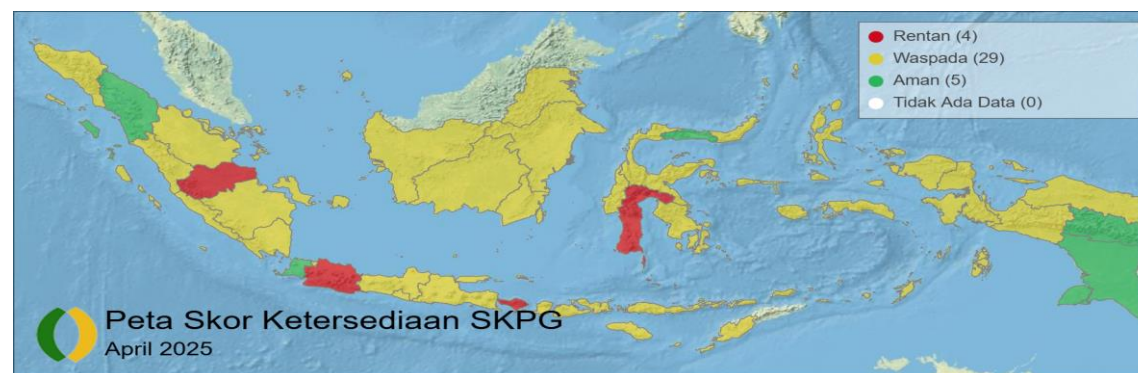 Rentan (4)
Waspada (29)
Aman (5)
Tidak Ada Data (0)
Peta Skor Ketersediaan SKPG
April 2025